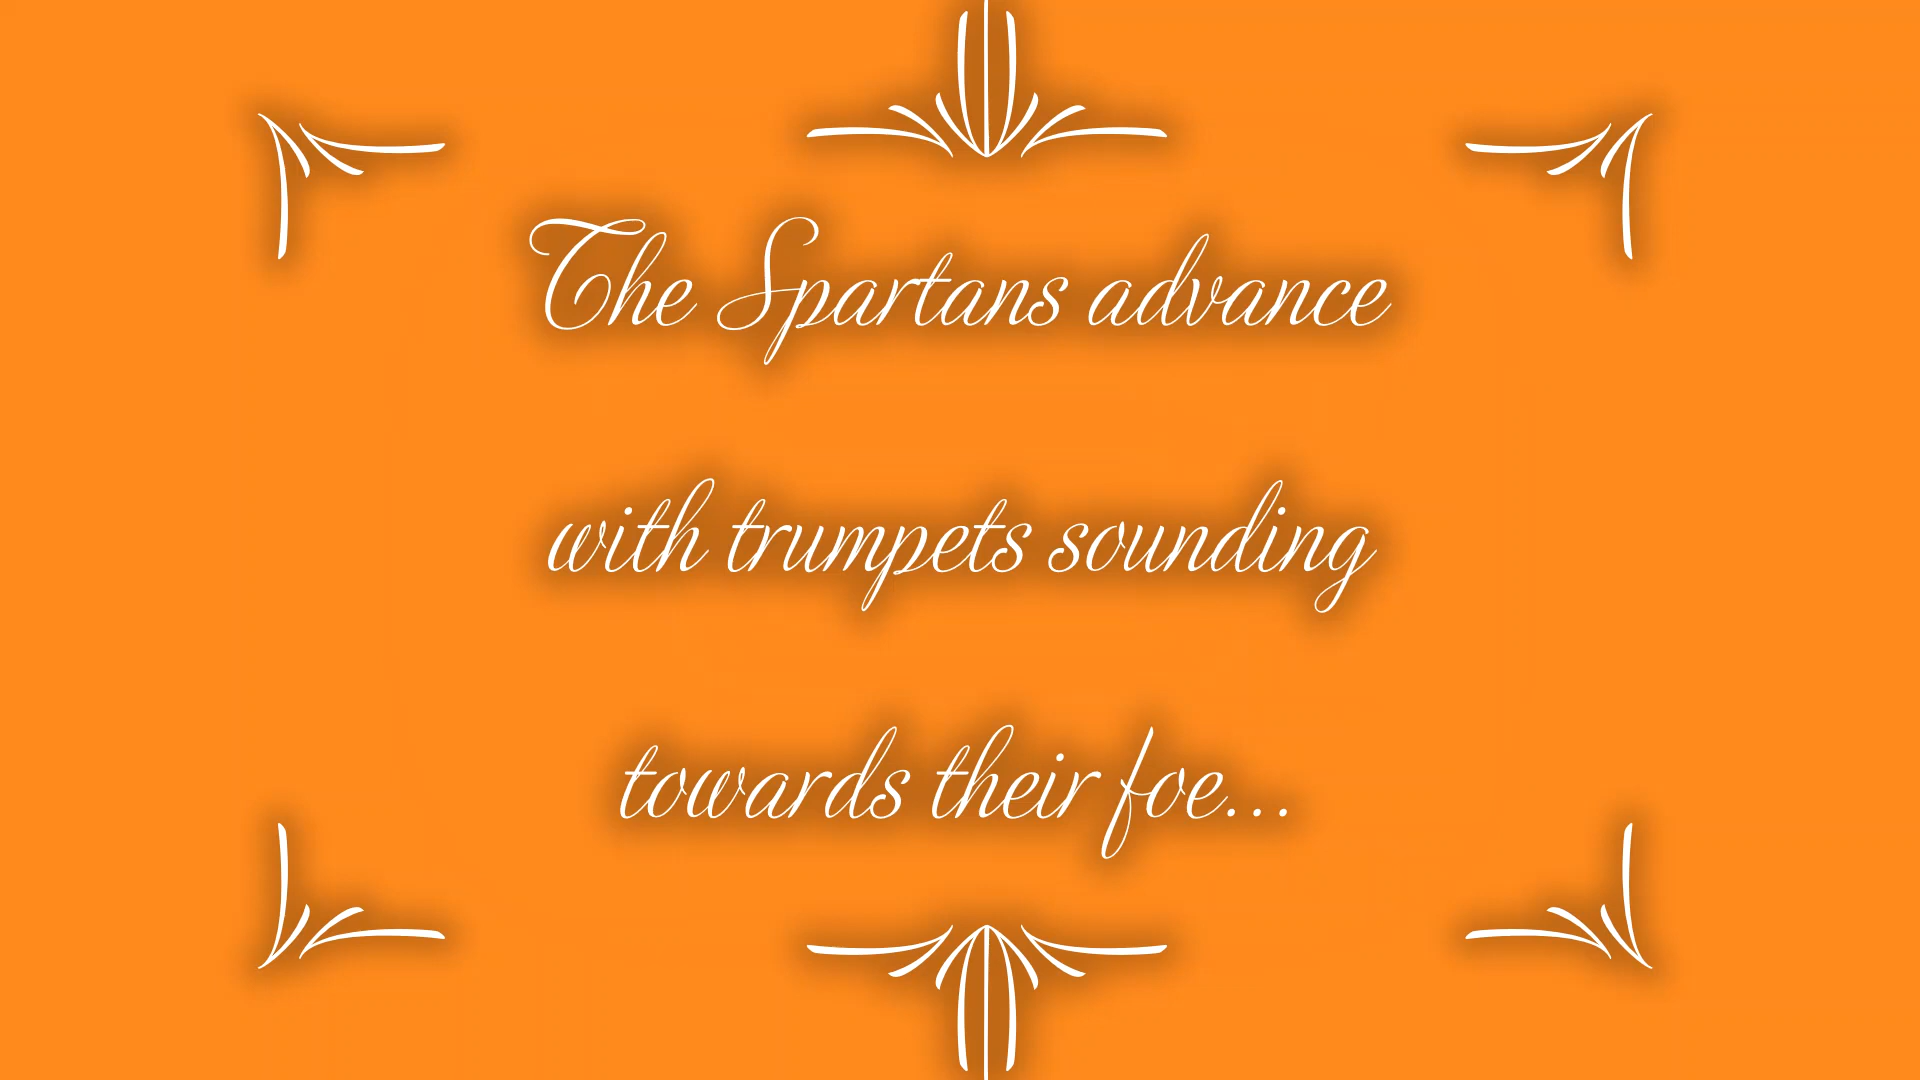 The Spartans advance
with trumpets sounding
towards their foe...